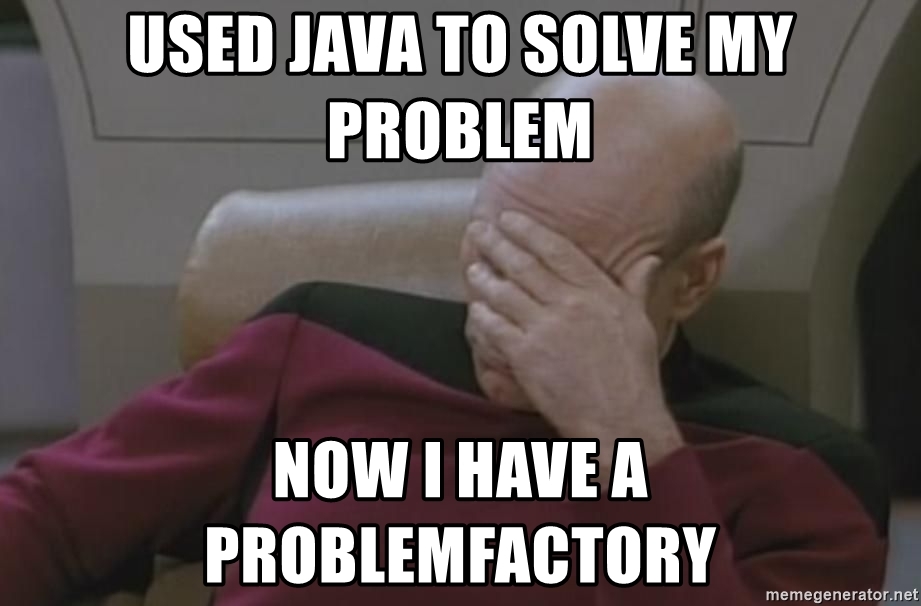 USED JAVA TO SOLVE MY
PROBLEM
NOW I HAVE A
PROBLEMFACTORY
memegenerator.net